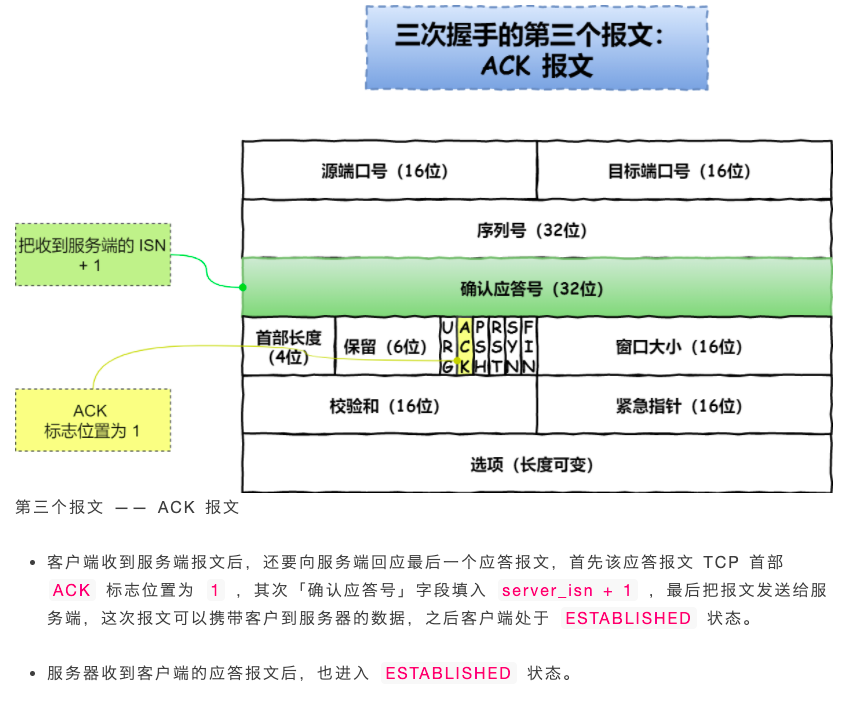 三次握手的第三个报文：
ACK 报文
源端口号（16位）
目标端口号（16位）
序列号（32位）
把收到服务端的 ISN
+ 1
确认应答号（32位）
首部长度
（4位）
保留（6位）
URG
ACK
PSH
RST
SYN
FIN
窗口大小（16位）
ACK
标志位置为 1
校验和（16位）
紧急指针（16位）
选项（长度可变）
第三个报文 —— ACK 报文
• 客户端收到服务端报文后，还要向服务端回应最后一个应答报文，首先该应答报文 TCP 首部
ACK 标志位置为 1 ，其次「确认应答号」字段填入 server_isn + 1 ，最后把报文发送给服
务端，这次报文可以携带客户到服务器的数据，之后客户端处于 ESTABLISHED 状态。
• 服务器收到客户端的应答报文后，也进入 ESTABLISHED 状态。